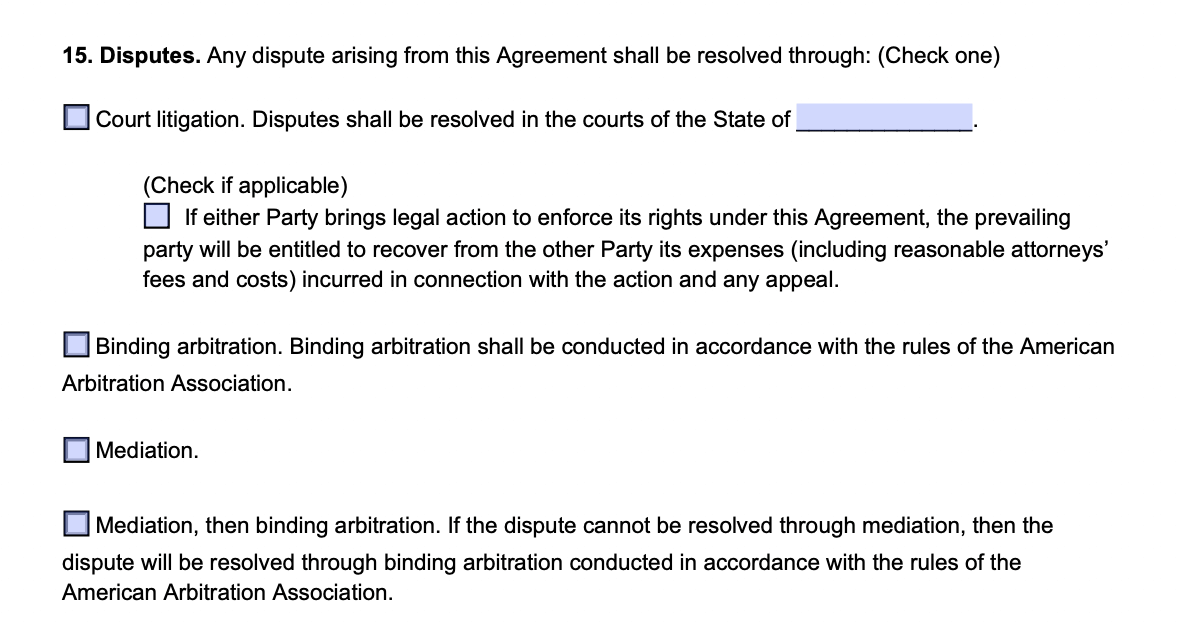 15. Disputes. Any dispute arising from this Agreement shall be resolved through: (Check one)
Court litigation. Disputes shall be resolved in the courts of the State of _______________.
(Check if applicable)
If either Party brings legal action to enforce its rights under this Agreement, the prevailing
party will be entitled to recover from the other Party its expenses (including reasonable attorneys’
fees and costs) incurred in connection with the action and any appeal.
Binding arbitration. Binding arbitration shall be conducted in accordance with the rules of the American
Arbitration Association.
Mediation.
Mediation, then binding arbitration. If the dispute cannot be resolved through mediation, then the
dispute will be resolved through binding arbitration conducted in accordance with the rules of the
American Arbitration Association.